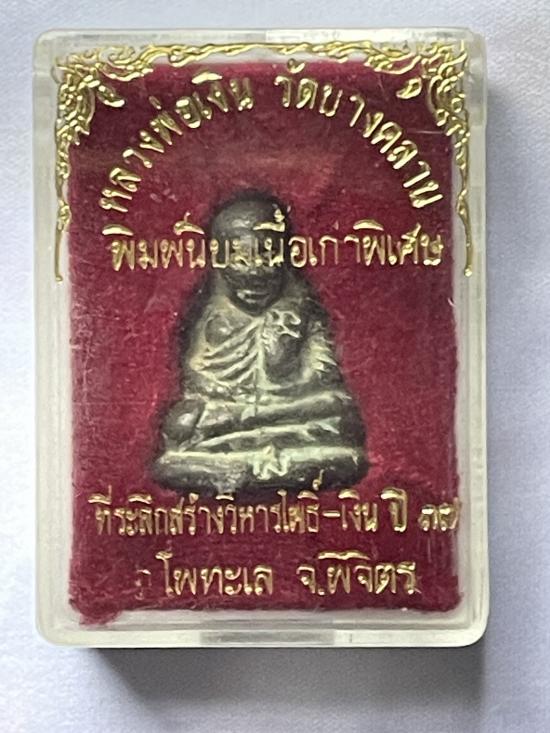 หลวงพ่อเงิน วัดบางคลาน
พิมพ์นิยมเนื้อเก่าพิเศษ
ที่ระลึกสร้างวิหารโพธิ์-เงิน ปี ๓๗
โพทะเล จ.พิจิตร